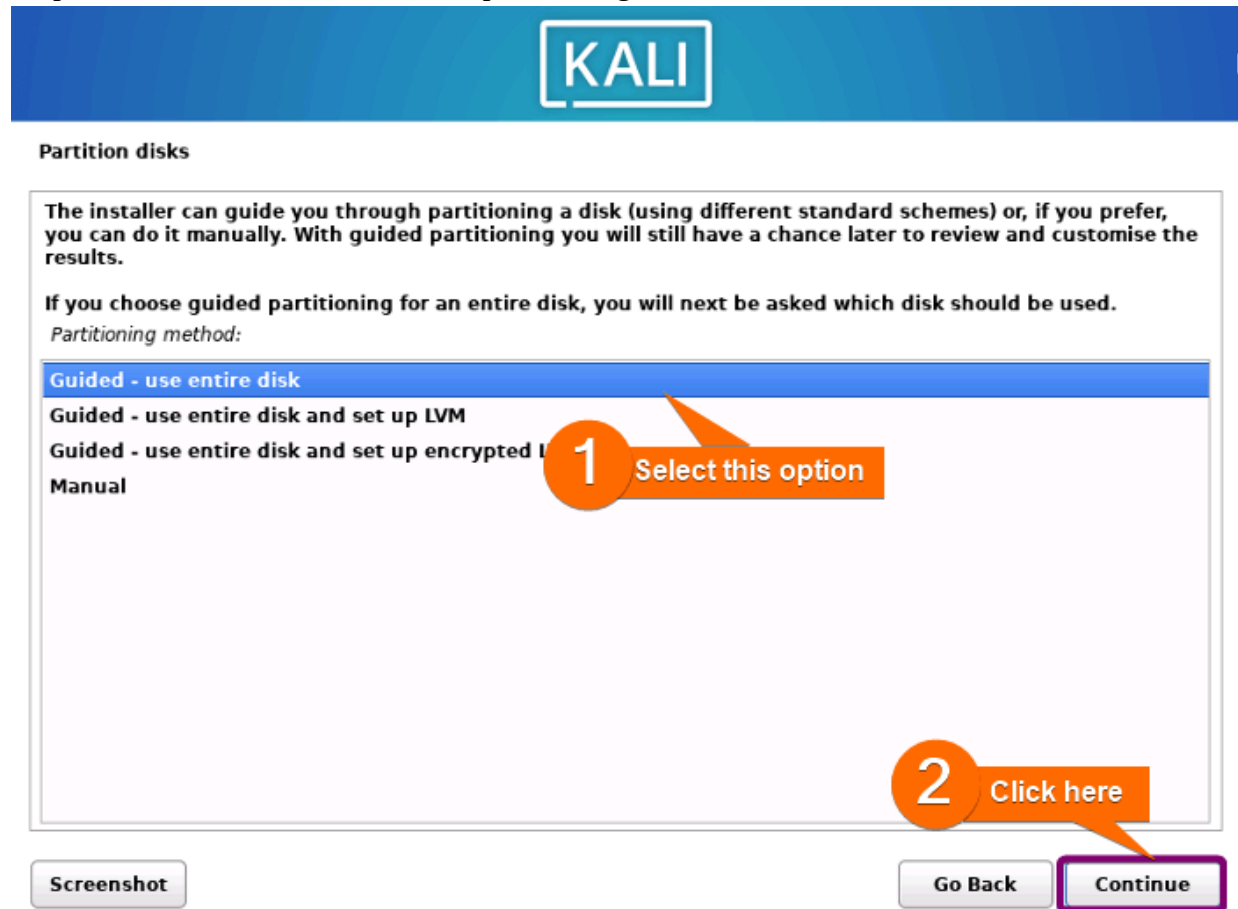 KALI
Partition disks
The installer can guide you through partitioning a disk (using different standard schemes) or, if you prefer,
you can do it manually. With guided partitioning you will still have a chance later to review and customise the
results.
If you choose guided partitioning for an entire disk, you will next be asked which disk should be used.
Partitioning method:
Guided - use entire disk
Guided - use entire disk and set up LVM
Guided - use entire disk and set up encrypted
Manual
1 Select this option
2 Click here
Screenshot
Go Back
Continue